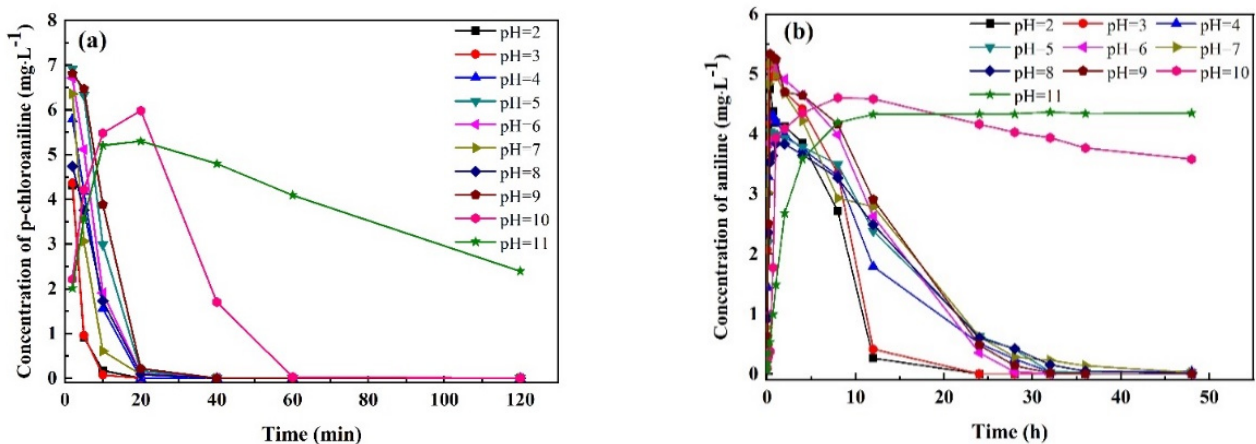 (a)
pH=2
pH=3
pH=4
pH=5
pH=6
pH=7
pH=8
pH=9
pH=10
pH=11
Concentration of p-chloroaniline (mg·L⁻¹)
8
7
6
5
4
3
2
1
0
0 20 40 60 80 100 120
Time (min)
(b)
pH=2 pH=3 pH=4
pH=5 pH=6 pH=7
pH=8 pH=9 pH=10
pH=11
Concentration of aniline (mg·L⁻¹)
6
5
4
3
2
1
0
0 10 20 30 40 50
Time (h)